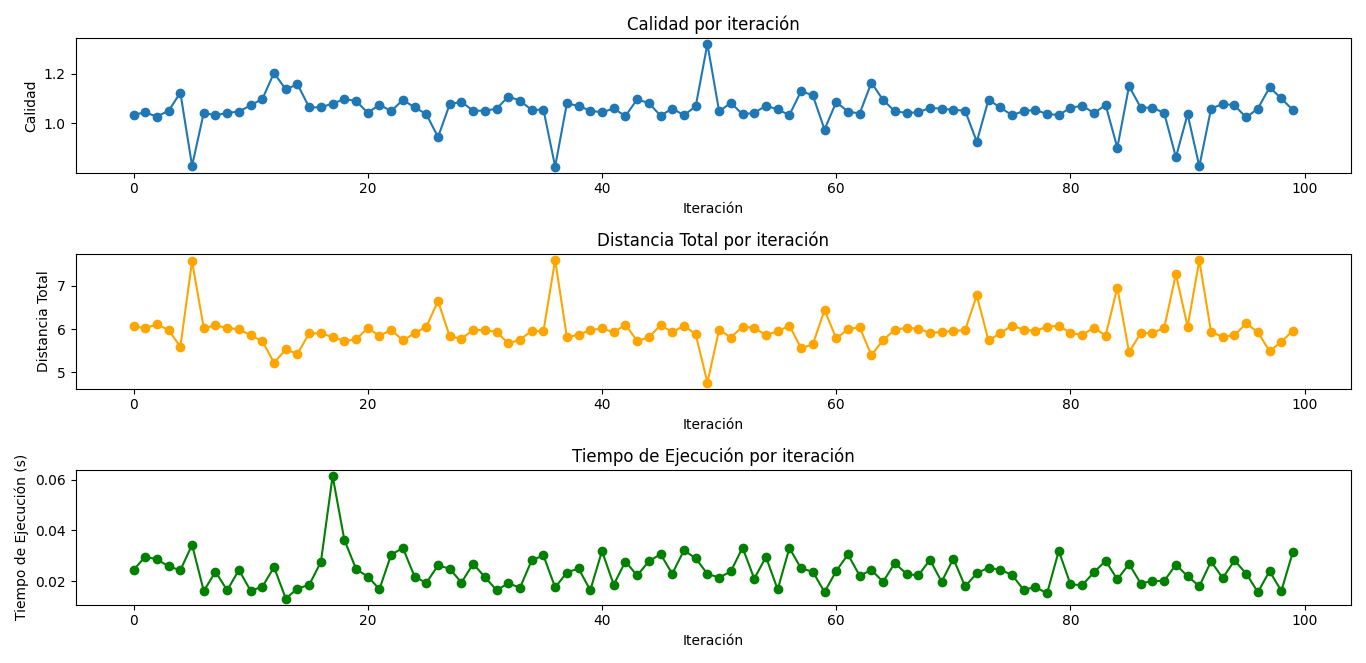 Calidad por iteración
Calidad
1.2
1.0
0 20 40 60 80 100
Iteración
Distancia Total por iteración
Distancia Total
7
6
5
0 20 40 60 80 100
Iteración
Tiempo de Ejecución por iteración
Tiempo de Ejecución (s)
0.06
0.04
0.02
0 20 40 60 80 100
Iteración